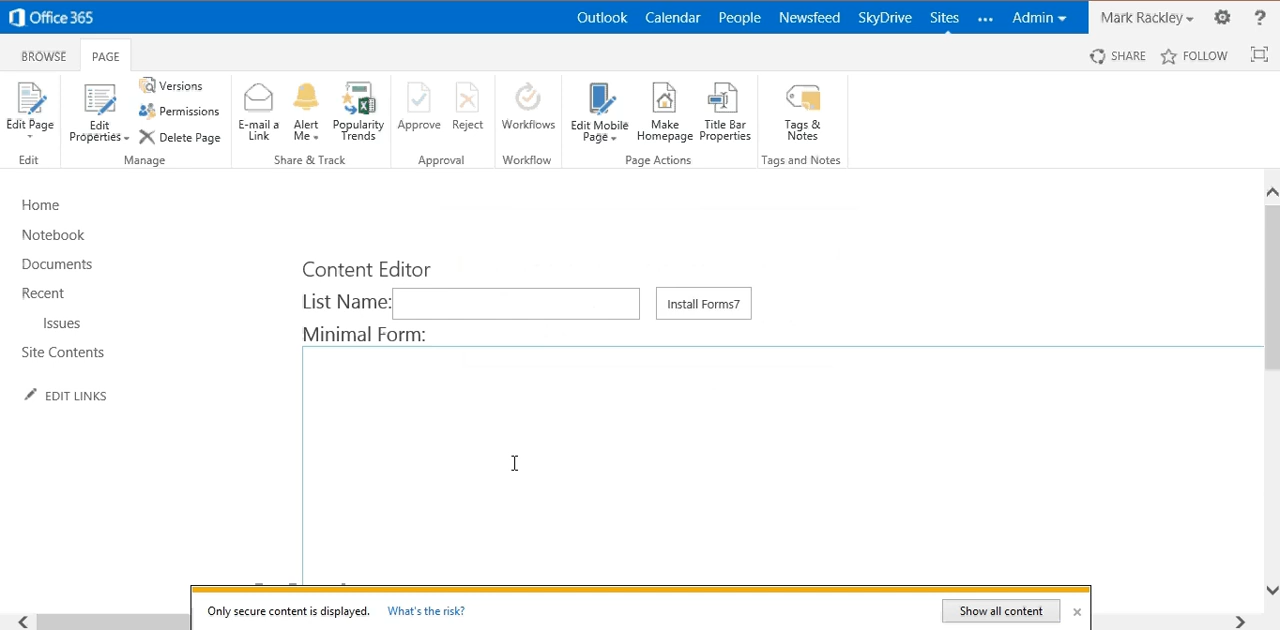 Office 365
Outlook Calendar People Newsfeed SkyDrive Sites ... Admin Mark Rackley ?
BROWSE PAGE SHARE FOLLOW
Edit Page
Edit Properties
Versions
Permissions
Delete Page
E-mail a Link
Alert Me
Popularity Trends
Approve
Reject
Workflows
Edit Mobile Page
Make Homepage
Title Bar Properties
Tags & Notes
Edit Manage Share & Track Approval Workflow Page Actions Tags and Notes
Home
Notebook
Documents
Recent
Issues
Site Contents
EDIT LINKS
Content Editor
List Name: Install Forms7
Minimal Form:
Only secure content is displayed. What's the risk? Show all content ×